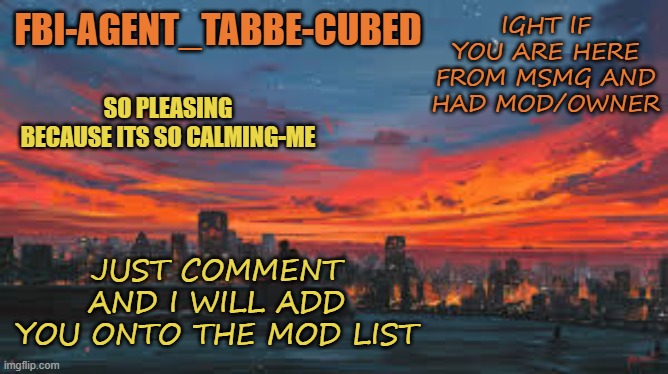 FBI-AGENT_TABBE-CUBED
IGHT IF
YOU ARE HERE
FROM MSMG AND
HAD MOD/OWNER
SO PLEASING
BECAUSE ITS SO CALMING-ME
JUST COMMENT
AND I WILL ADD
YOU ONTO THE MOD LIST
imgflip.com